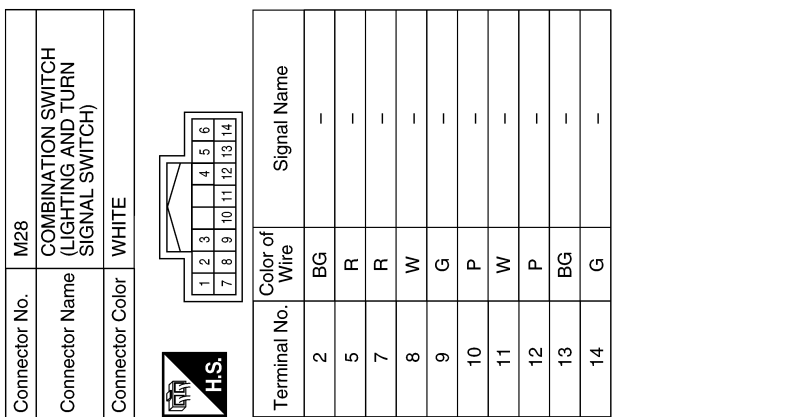 Connector No. M28
Connector Name COMBINATION SWITCH
(LIGHTING AND TURN
SIGNAL SWITCH)
Connector Color WHITE
H.S.
1 2 3 4 5 6
7 8 9 10 11 12 13 14
Terminal No. Color of Wire Signal Name
2 BG –
5 R –
7 R –
8 W –
9 G –
10 P –
11 W –
12 P –
13 BG –
14 G –